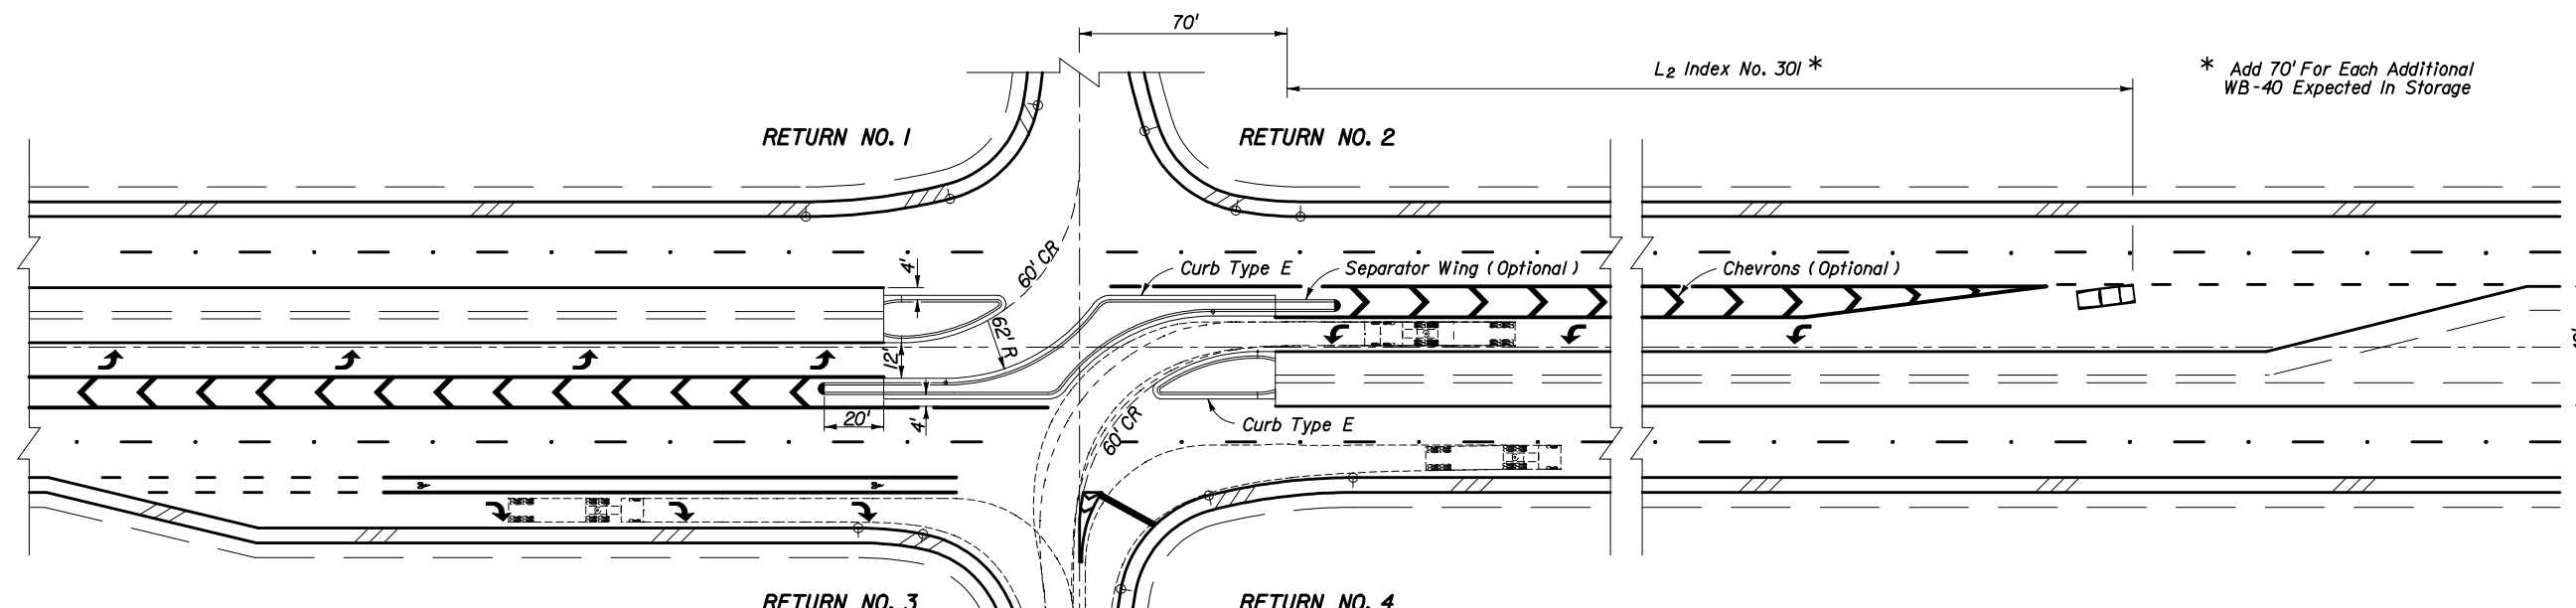 70'
L2 Index No. 301 *
* Add 70' For Each Additional
WB-40 Expected In Storage
RETURN NO. 1
RETURN NO. 2
4'
60' CR
Curb Type E
Separator Wing (Optional)
Chevrons (Optional)
62' R
12'
20'
4'
60' CR
Curb Type E
RETURN NO. 3
RETURN NO. 4